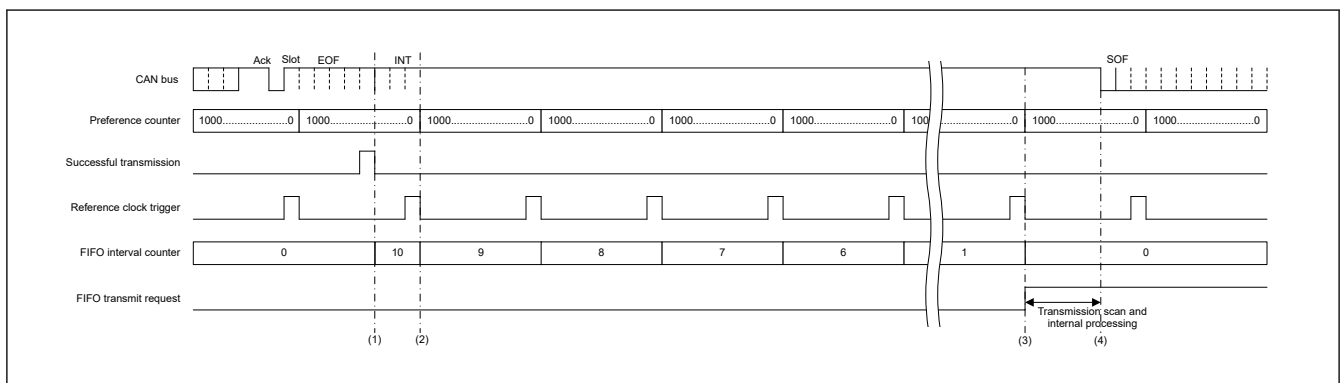 Ack Slot EOF INT SOF
CAN bus
Preference counter 1000..............0 1000..............0 1000..............0 1000..............0 1000..............0 1000..............0 100 ..0 1000..............0 1000..............0
Successful transmission
Reference clock trigger
FIFO interval counter 0 10 9 8 7 6 1 0
FIFO transmit request
Transmission scan and
internal processing
(1) (2) (3) (4)